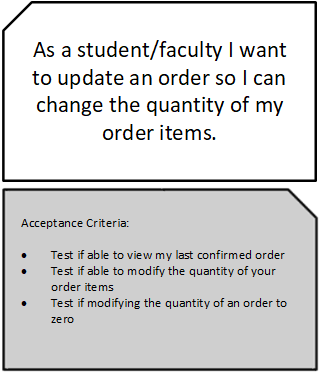 As a student/faculty I want
to update an order so I can
change the quantity of my
order items.
Acceptance Criteria:
• Test if able to view my last confirmed order
• Test if able to modify the quantity of your
order items
• Test if modifying the quantity of an order to
zero